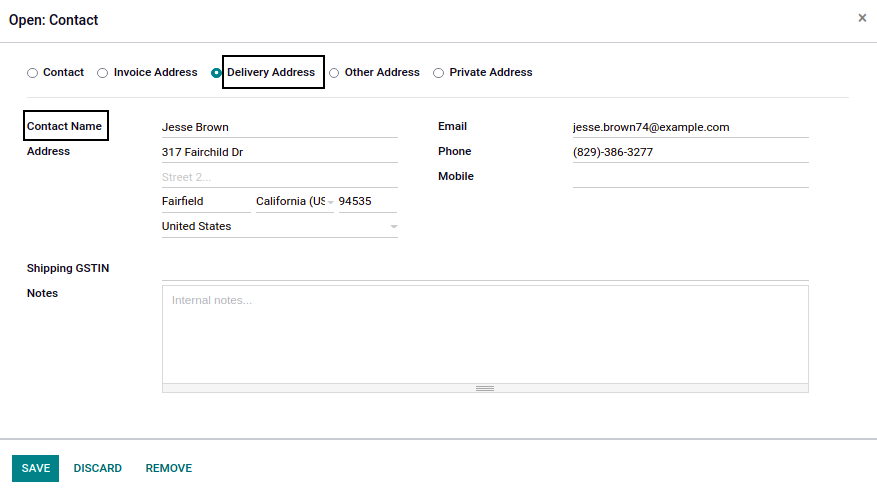 Open: Contact ×
Contact Invoice Address Delivery Address Other Address Private Address
Contact Name Jesse Brown Email jesse.brown74@example.com
Address 317 Fairchild Dr Phone (829)-386-3277
Street 2... Mobile
Fairfield California (US 94535
United States
Shipping GSTIN
Notes Internal notes...
SAVE DISCARD REMOVE